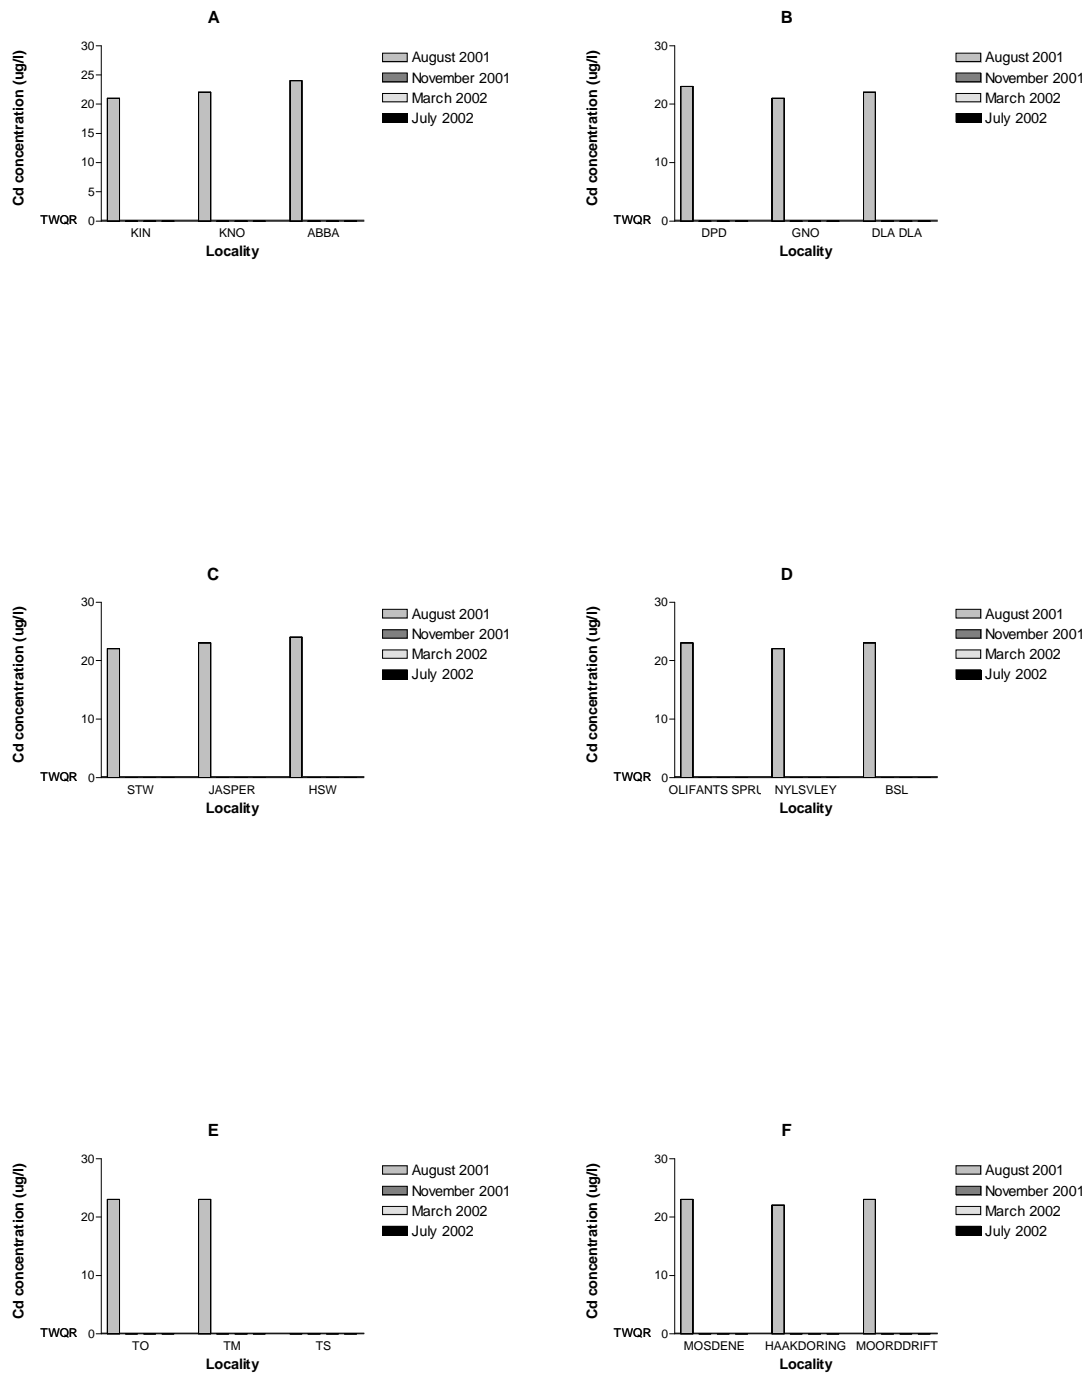 A
Cd concentration (ug/l)
30
25
20
15
10
5
0
TWQR
KIN KNO ABBA
Locality
August 2001
November 2001
March 2002
July 2002
B
Cd concentration (ug/l)
30
20
10
0
TWQR
DPD GNO DLA DLA
Locality
August 2001
November 2001
March 2002
July 2002
C
Cd concentration (ug/l)
30
20
10
0
TWQR
STW JASPER HSW
Locality
August 2001
November 2001
March 2002
July 2002
D
Cd concentration (ug/l)
30
20
10
0
TWQR
OLIFANTS SPRU NYLSVLEY BSL
Locality
August 2001
November 2001
March 2002
July 2002
E
Cd concentration (ug/l)
30
20
10
0
TWQR
TO TM TS
Locality
August 2001
November 2001
March 2002
July 2002
F
Cd concentration (ug/l)
30
20
10
0
TWQR
MOSDENE HAAKDORING MOORDDRIFT
Locality
August 2001
November 2001
March 2002
July 2002